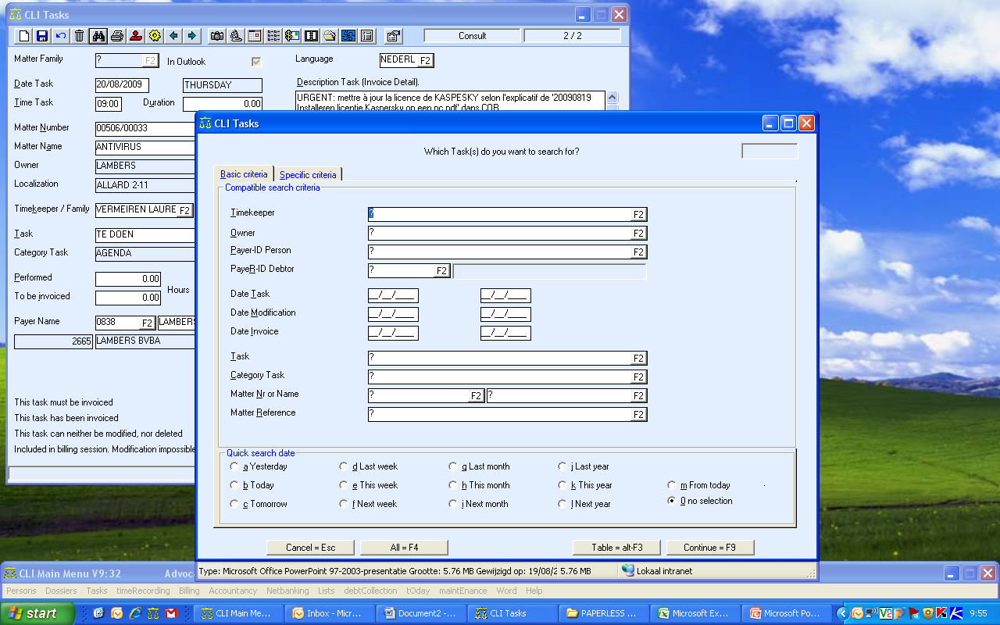 CLI Tasks
Consult
2 / 2
Matter Family ? F2 In Outlook Language NEDERL F2
Date Task 20/08/2009 THURSDAY Description Task (Invoice Detail).
Time Task 09:00 Duration 0.00 URGENT: mettre à jour la licence de KASPESKY selon l'explicatif de '20090819
Installeren licentie Kaspersky op een pc.pdf' dans COB
Matter Number 00506/00033
Matter Name ANTIVIRUS
Owner LAMBERS
Localization ALLARD 2-11
Timekeeper / Family VERMEIREN LAURE F2
Task TE DOEN
Category Task AGENDA
Performed 0.00
Hours
To be invoiced 0.00
Payer Name 0838 F2 LAMBERS
2665 LAMBERS BVBA
This task must be invoiced
This task has been invoiced
This task can neither be modified, nor deleted
Included in billing session. Modification impossible
CLI Tasks
Which Task(s) do you want to search for?
Basic criteria Specific criteria
Compatible search criteria
Timekeeper ? F2
Owner ? F2
Payer-ID Person ? F2
PayeR-ID Debtor ? F2
Date Task __/__/____ __/__/____
Date Modification __/__/____ __/__/____
Date Invoice __/__/____ __/__/____
Task ? F2
Category Task ? F2
Matter Nr or Name ? F2 ? F2
Matter Reference ? F2
Quick search date
a Yesterday d Last week g Last month j Last year
b Today e This week h This month k This year m From today
c Tomorrow f Next week i Next month l Next year 0 no selection
Cancel = Esc All = F4 Table = alt-F3 Continue = F9
Type: Microsoft Office PowerPoint 97-2003-presentatie Grootte: 5.76 MB Gewijzigd op: 19/08/2 5.76 MB Lokaal intranet
CLI Main Menu V9:32 Advoc
Persons Dossiers Tasks timeRecording Billing Accountancy Netbanking Lists debtCollection tOday maintEnance Word Help
start CLI Main Me... Inbox - Micr... Document2 -... CLI Tasks PAPERLESS ... Microsoft Ex... Microsoft Po... 9:55